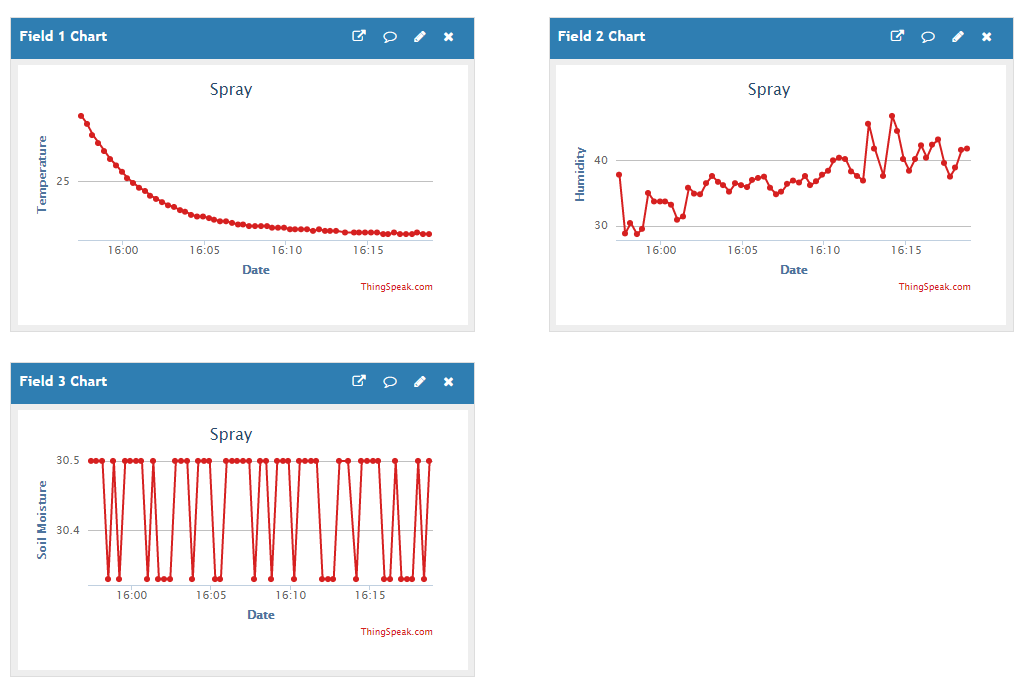 Field 1 Chart
Spray
Temperature
25
16:00 16:05 16:10 16:15
Date
ThingSpeak.com
Field 2 Chart
Spray
Humidity
40
30
16:00 16:05 16:10 16:15
Date
ThingSpeak.com
Field 3 Chart
Spray
Soil Moisture
30.5
30.4
16:00 16:05 16:10 16:15
Date
ThingSpeak.com